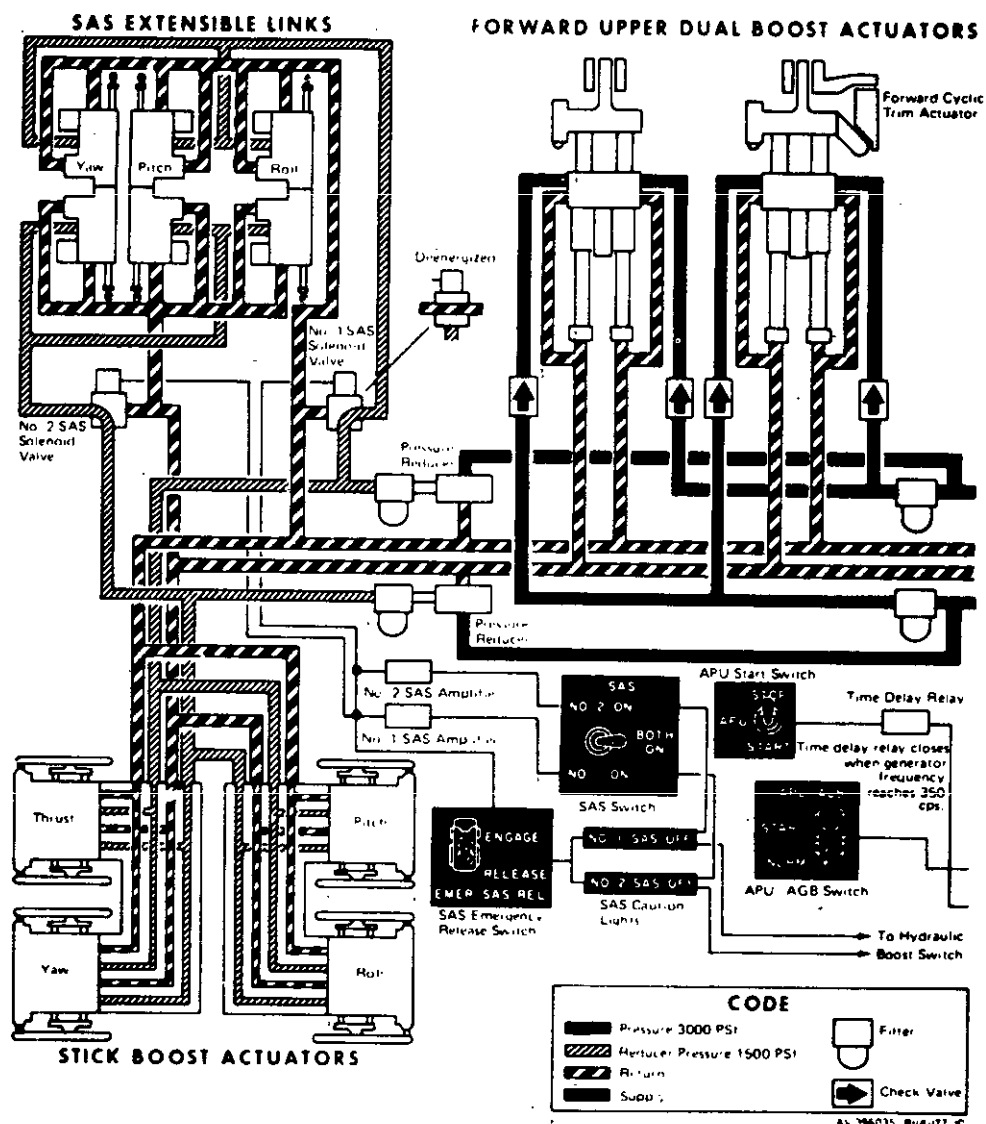 SAS EXTENSIBLE LINKS
FORWARD UPPER DUAL BOOST ACTUATORS
Forward Cyclic
Trim Actuator
Yaw
Pitch
Roll
Deenergized
No. 1 SAS
Solenoid
Valve
No. 2 SAS
Solenoid
Valve
Pressure
Reducer
Pressure
Reducer
APU Start Switch
Time Delay Relay
Time delay relay closes
when generator
frequency
reaches 350
cps.
No. 2 SAS Amplifier
No. 1 SAS Amplifier
SAS
NO. 2 ON
BOTH
ON
NO. ON
SAS Switch
STOP
APU
START
START
NORM
APU AGB Switch
ENGAGE
RELEASE
EMER SAS REL
SAS Emergency
Release Switch
NO 1 SAS OFF
NO 2 SAS OFF
SAS Caution
Lights
To Hydraulic
Boost Switch
Thrust
Pitch
Yaw
Roll
STICK BOOST ACTUATORS
CODE
Pressure 3000 PSI
Reducer Pressure 1500 PSI
Return
Supply
Filter
Check Valve